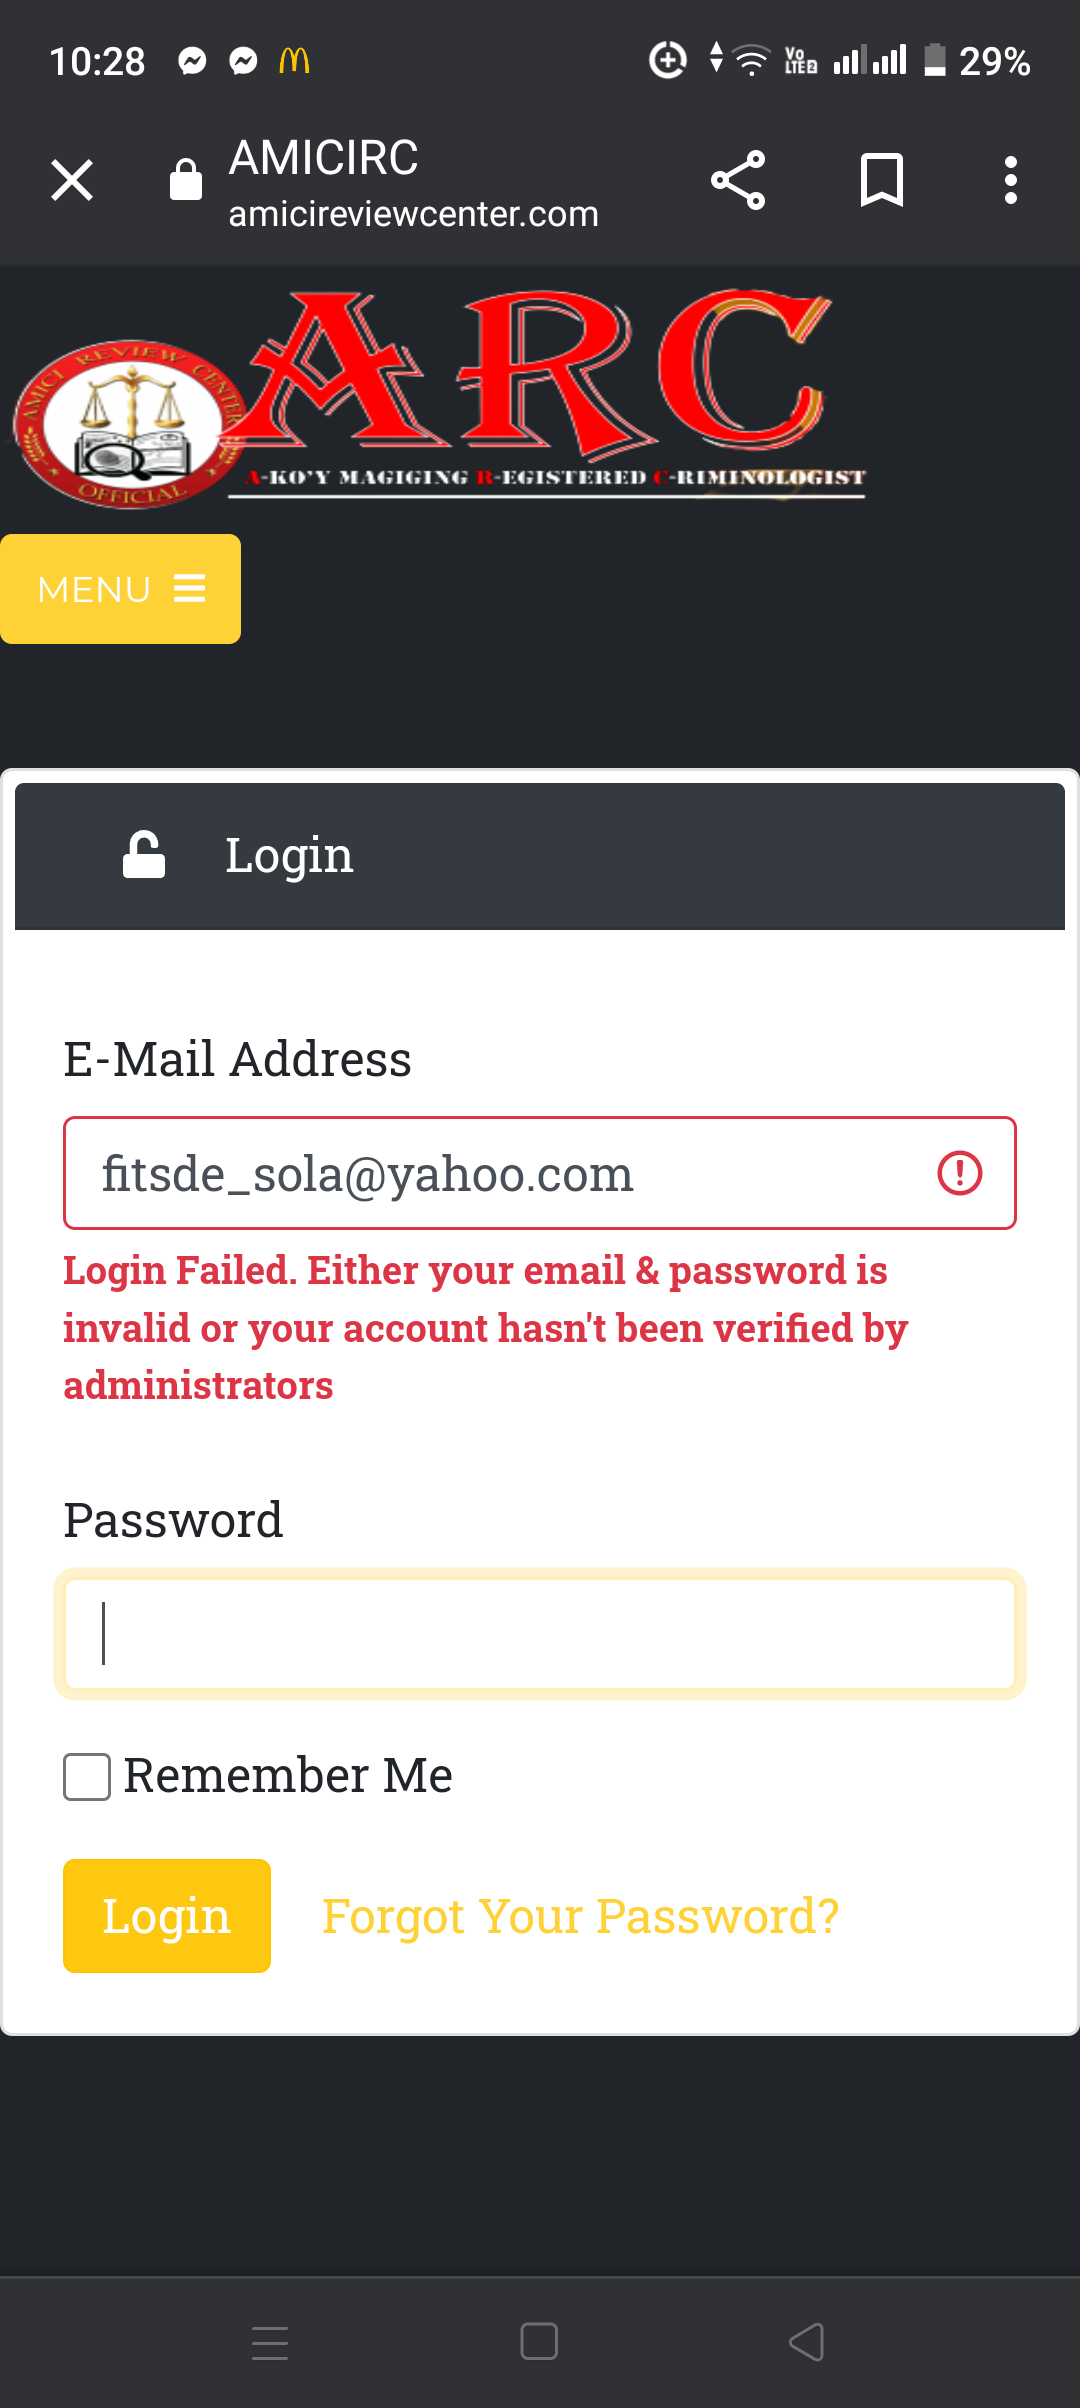 10:28
Vo LTE2 29%
AMICIRC
amicireviewcenter.com
ARC
AMICI REVIEW CENTER
OFFICIAL
A-KO'Y MAGIGING R-EGISTERED C-RIMINOLOGIST
MENU
Login
E-Mail Address
fitsde_sola@yahoo.com
Login Failed. Either your email & password is
invalid or your account hasn't been verified by
administrators
Password
Remember Me
Login Forgot Your Password?